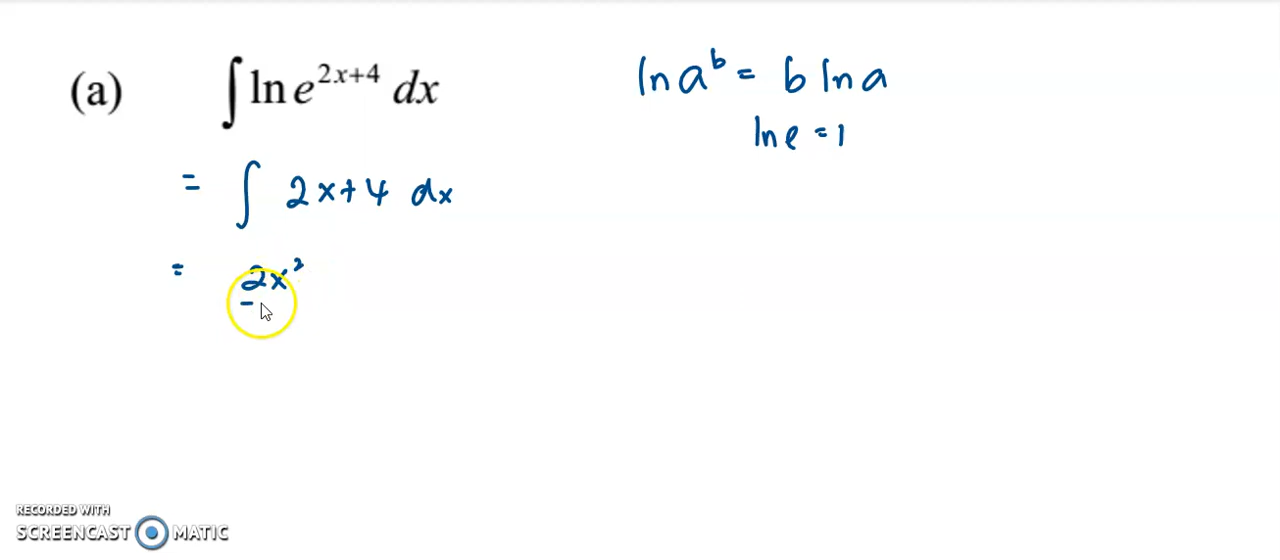 (a) ∫ ln e^{2x+4} dx
ln a^b = b ln a
ln e = 1
= ∫ 2x+4 dx
= 2x²
RECORDED WITH
SCREENCAST MATIC